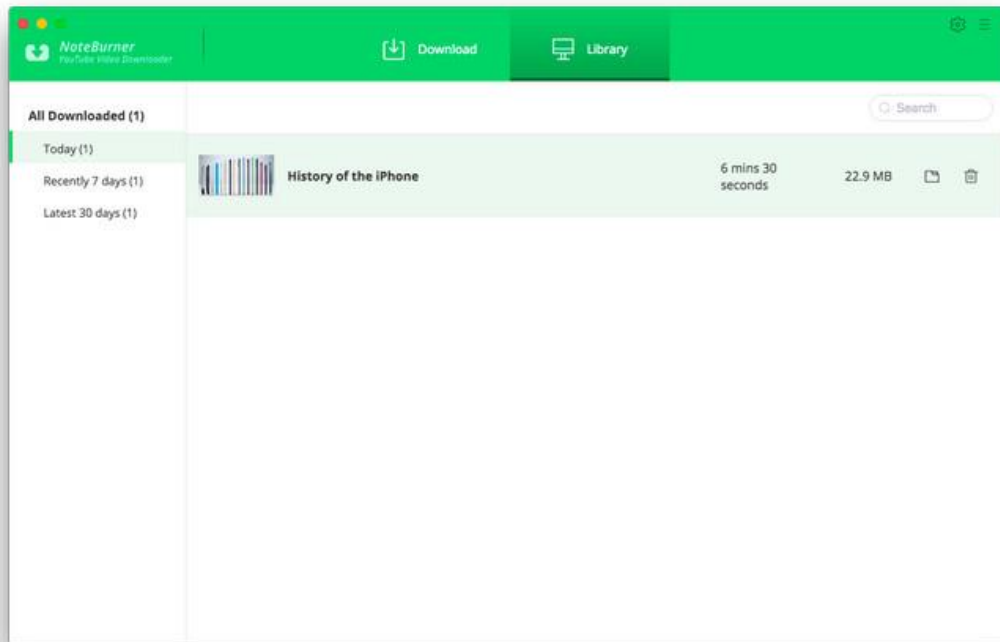 NoteBurner
YouTube Video Downloader
Download
Library
All Downloaded (1)
Search
Today (1)
Recently 7 days (1)
Latest 30 days (1)
History of the iPhone
6 mins 30
seconds
22.9 MB